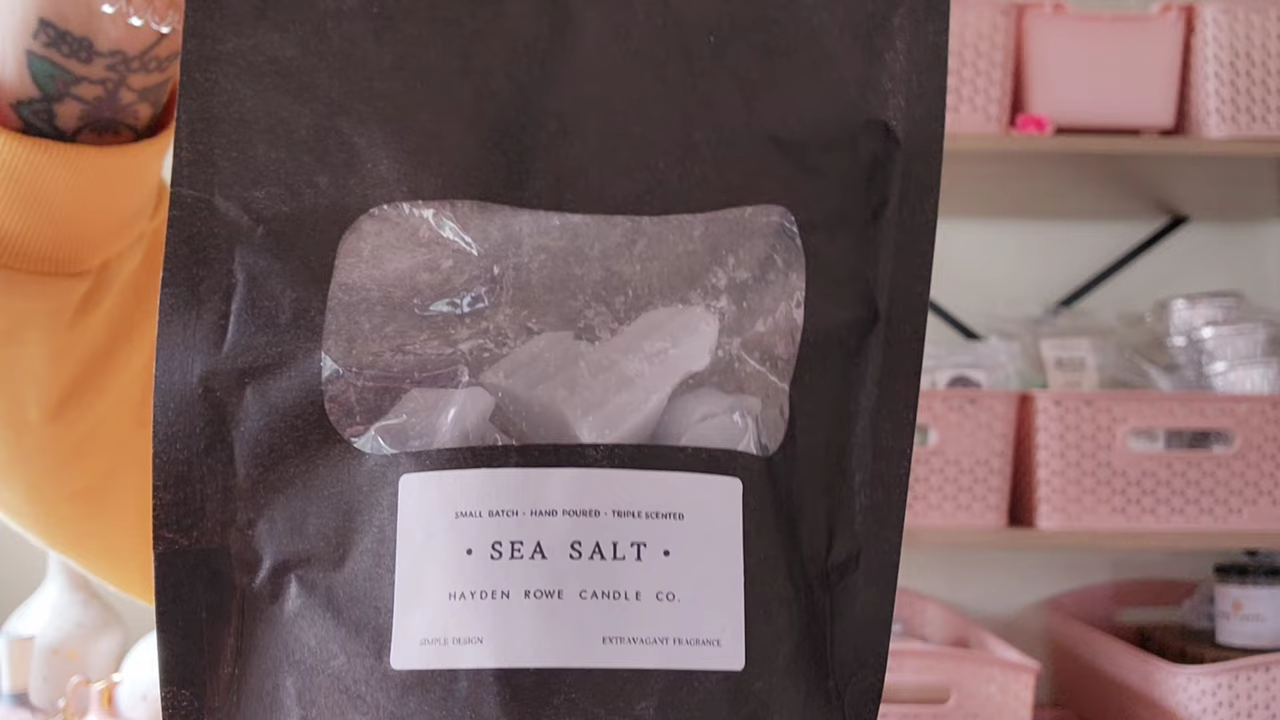 SMALL BATCH - HAND POURED - TRIPLE SCENTED
• SEA SALT •
HAYDEN ROWE CANDLE CO.
SIMPLE DESIGN
EXTRAVAGANT FRAGRANCE